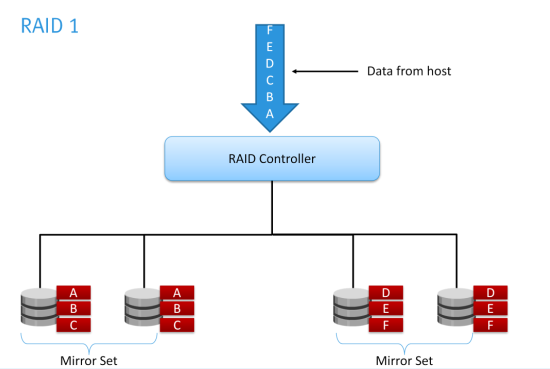 RAID 1
F
E
D
C
B
A
Data from host
RAID Controller
A
B
C
A
B
C
D
E
F
D
E
F
Mirror Set
Mirror Set